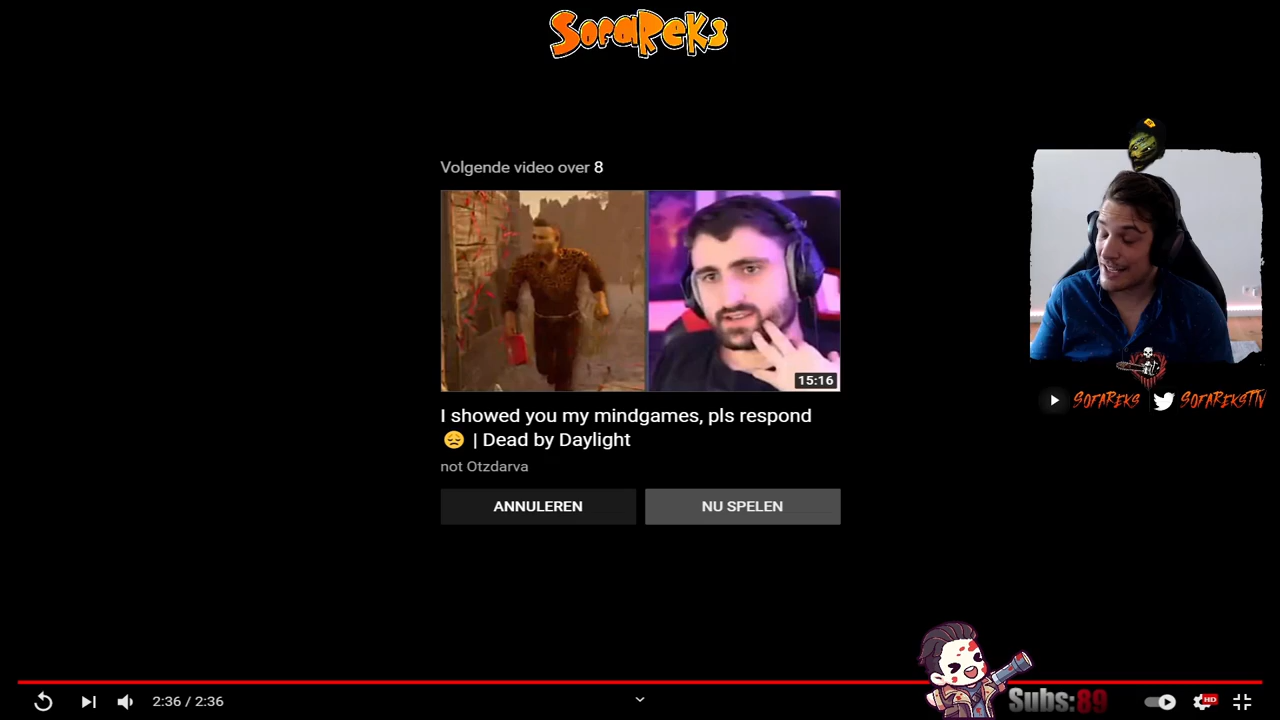 SofaReks
Volgende video over 8
15:16
I showed you my mindgames, pls respond
😔 | Dead by Daylight
not Otzdarva
ANNULEREN
NU SPELEN
SofaReks
SofaReksTTV
2:36 / 2:36
Subs:89
HD